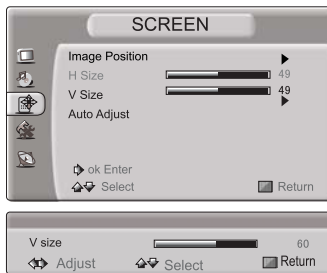 SCREEN
Image Position
H Size 49
V Size 49
Auto Adjust
ok Enter
Select Return
V size 60
Adjust Select Return